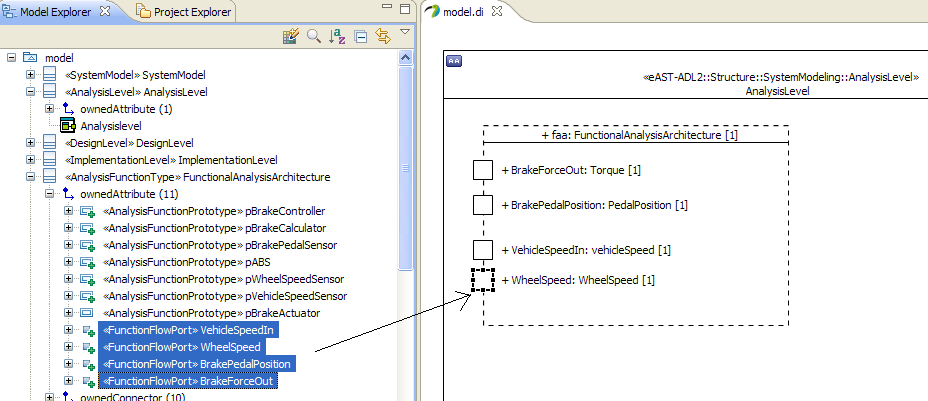 Model Explorer
Project Explorer
model
«SystemModel» SystemModel
«AnalysisLevel» AnalysisLevel
ownedAttribute (1)
Analysislevel
«DesignLevel» DesignLevel
«ImplementationLevel» ImplementationLevel
«AnalysisFunctionType» FunctionalAnalysisArchitecture
ownedAttribute (11)
«AnalysisFunctionPrototype» pBrakeController
«AnalysisFunctionPrototype» pBrakeCalculator
«AnalysisFunctionPrototype» pBrakePedalSensor
«AnalysisFunctionPrototype» pABS
«AnalysisFunctionPrototype» pWheelSpeedSensor
«AnalysisFunctionPrototype» pVehicleSpeedSensor
«AnalysisFunctionPrototype» pBrakeActuator
«FunctionFlowPort» VehicleSpeedIn
«FunctionFlowPort» WheelSpeed
«FunctionFlowPort» BrakePedalPosition
«FunctionFlowPort» BrakeForceOut
ownedConnector (10)
model.di
AA
«eAST-ADL2::Structure::SystemModeling::AnalysisLevel»
AnalysisLevel
+ faa: FunctionalAnalysisArchitecture [1]
+ BrakeForceOut: Torque [1]
+ BrakePedalPosition: PedalPosition [1]
+ VehicleSpeedIn: vehicleSpeed [1]
+ WheelSpeed: WheelSpeed [1]